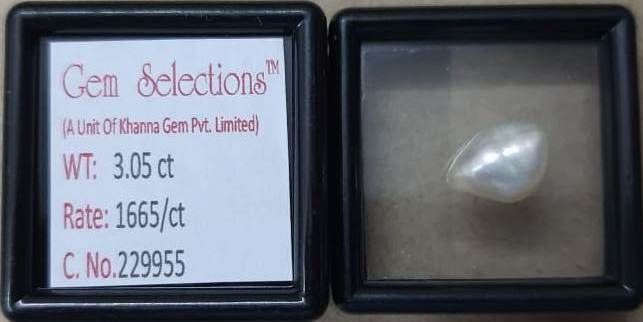 Gem Selections™
(A Unit Of Khanna Gem Pvt. Limited)
WT: 3.05 ct
Rate: 1665/ct
C. No.229955